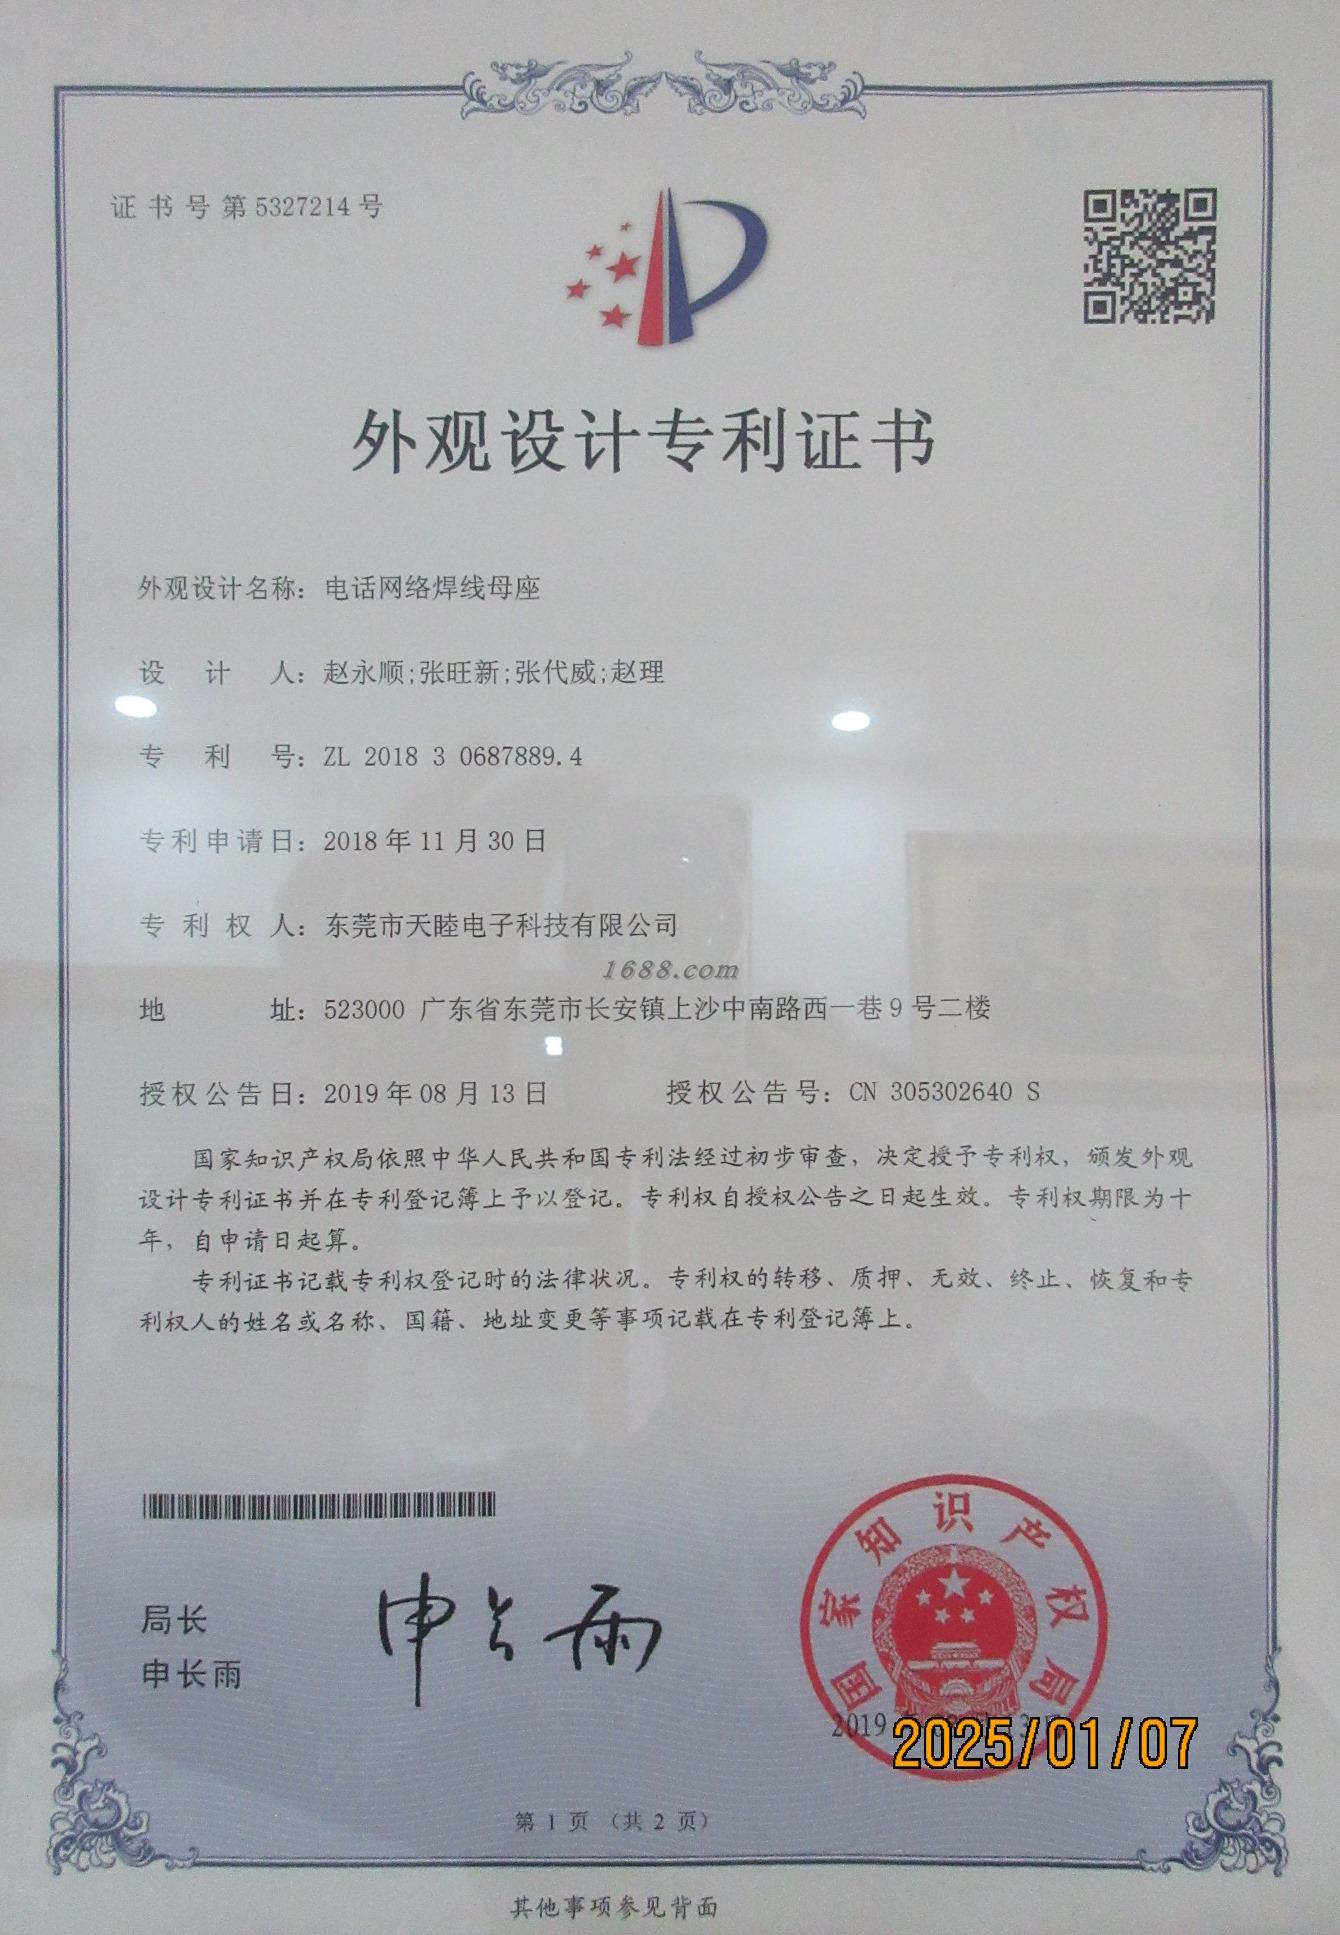 证书号第5327214号
外观设计专利证书
外观设计名称：电话网络焊线母座
设计人：赵永顺;张旺新;张代威;赵理
专利号：ZL 2018 3 0687889.4
专利申请日：2018年11月30日
专利权人：东莞市天睦电子科技有限公司
1688.com
地址：523000 广东省东莞市长安镇上沙中南路西一巷9号二楼
授权公告日：2019年08月13日 授权公告号：CN 305302640 S
国家知识产权局依照中华人民共和国专利法经过初步审查，决定授予专利权，颁发外观
设计专利证书并在专利登记簿上予以登记。专利权自授权公告之日起生效。专利权期限为十
年，自申请日起算。
专利证书记载专利权登记时的法律状况。专利权的转移、质押、无效、终止、恢复和专
利权人的姓名或名称、国籍、地址变更等事项记载在专利登记簿上。
局长
申长雨
申长雨
国家知识产权局
2019
2025/01/07
第 1 页 （共 2 页）
其他事项参见背面